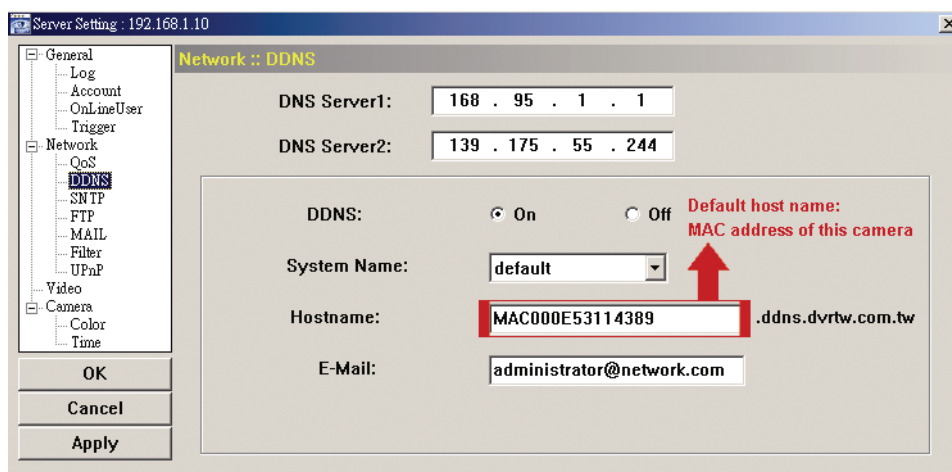 Server Setting : 192.168.1.10
General
Log
Account
OnLineUser
Trigger
Network
QoS
DDNS
SNTP
FTP
MAIL
Filter
UPnP
Video
Camera
Color
Time
OK
Cancel
Apply
Network :: DDNS
DNS Server1: 168 . 95 . 1 . 1
DNS Server2: 139 . 175 . 55 . 244
DDNS: On Off
Default host name:
MAC address of this camera
System Name: default
Hostname: MAC000E53114389 .ddns.dvrtw.com.tw
E-Mail: administrator@network.com